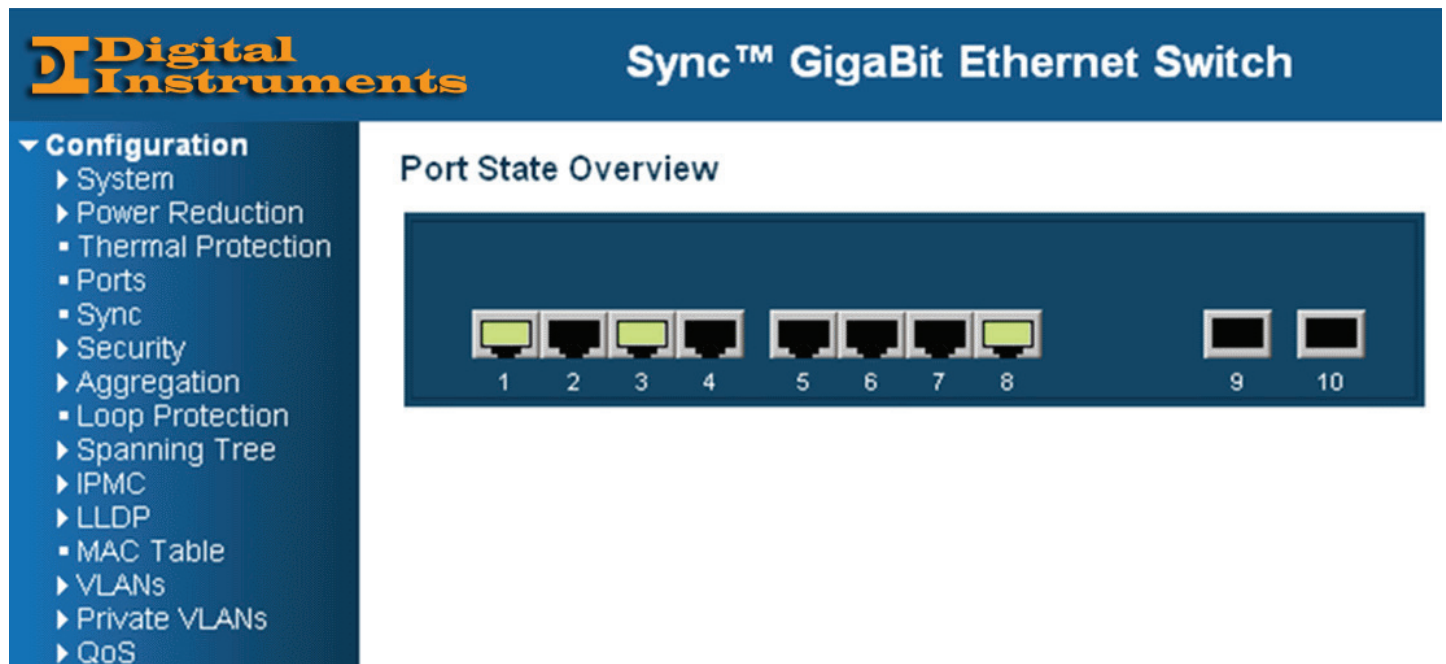 Digital
Instruments
Sync™ GigaBit Ethernet Switch
Configuration
System
Power Reduction
Thermal Protection
Ports
Sync
Security
Aggregation
Loop Protection
Spanning Tree
IPMC
LLDP
MAC Table
VLANs
Private VLANs
QoS
Port State Overview
1 2 3 4 5 6 7 8 9 10